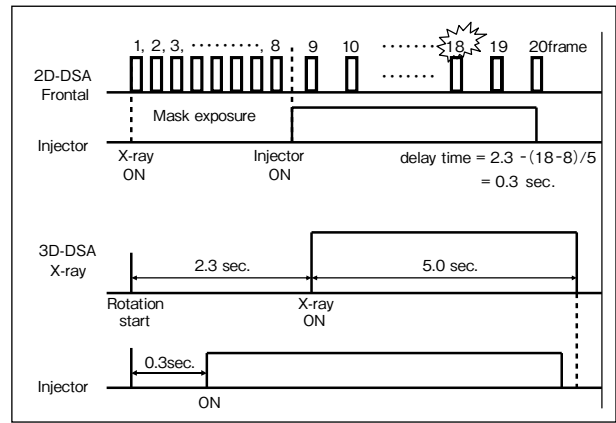 1, 2, 3, ··········, 8 9 10 ······ 18 19 20frame
2D-DSA
Frontal
······
Mask exposure
Injector
X-ray
ON
Injector
ON
delay time = 2.3 -(18-8)/5
= 0.3 sec.
3D-DSA
X-ray
2.3 sec.
5.0 sec.
Rotation
start
X-ray
ON
0.3sec.
Injector
ON